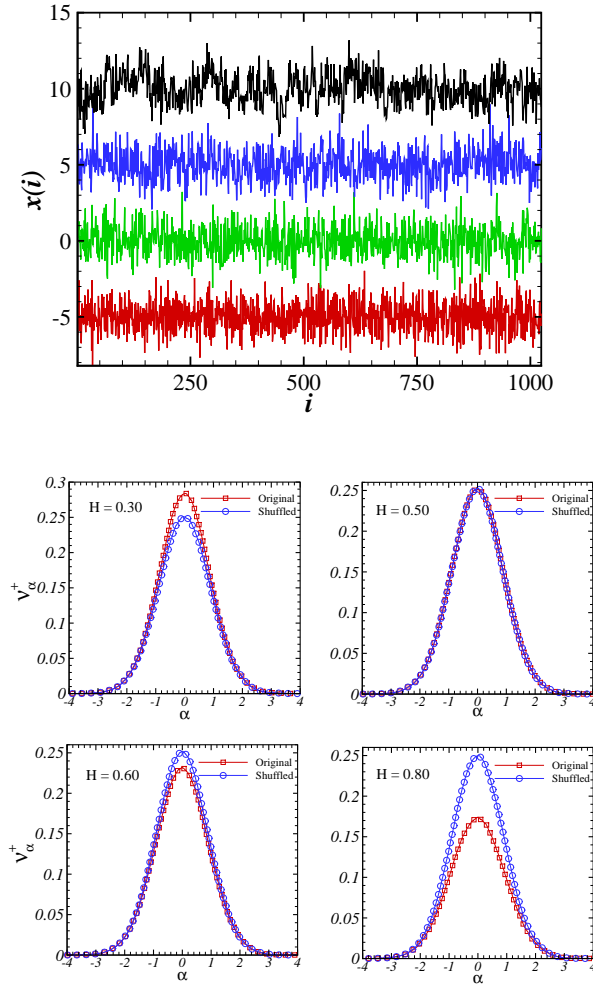 15
10
5
0
-5
x(i)
250
500
750
1000
i
0.3
0.25
0.2
0.15
0.1
0.05
0
ν⁺α
H = 0.30
Original
Shuffled
-4 -3 -2 -1 0 1 2 3 4
α
0.25
0.2
0.15
0.1
0.05
0
H = 0.50
Original
Shuffled
-4 -3 -2 -1 0 1 2 3 4
α
0.25
0.2
0.15
0.1
0.05
0
ν⁺α
H = 0.60
Original
Shuffled
-4 -3 -2 -1 0 1 2 3 4
α
0.25
0.2
0.15
0.1
0.05
0
H = 0.80
Original
Shuffled
-4 -3 -2 -1 0 1 2 3 4
α